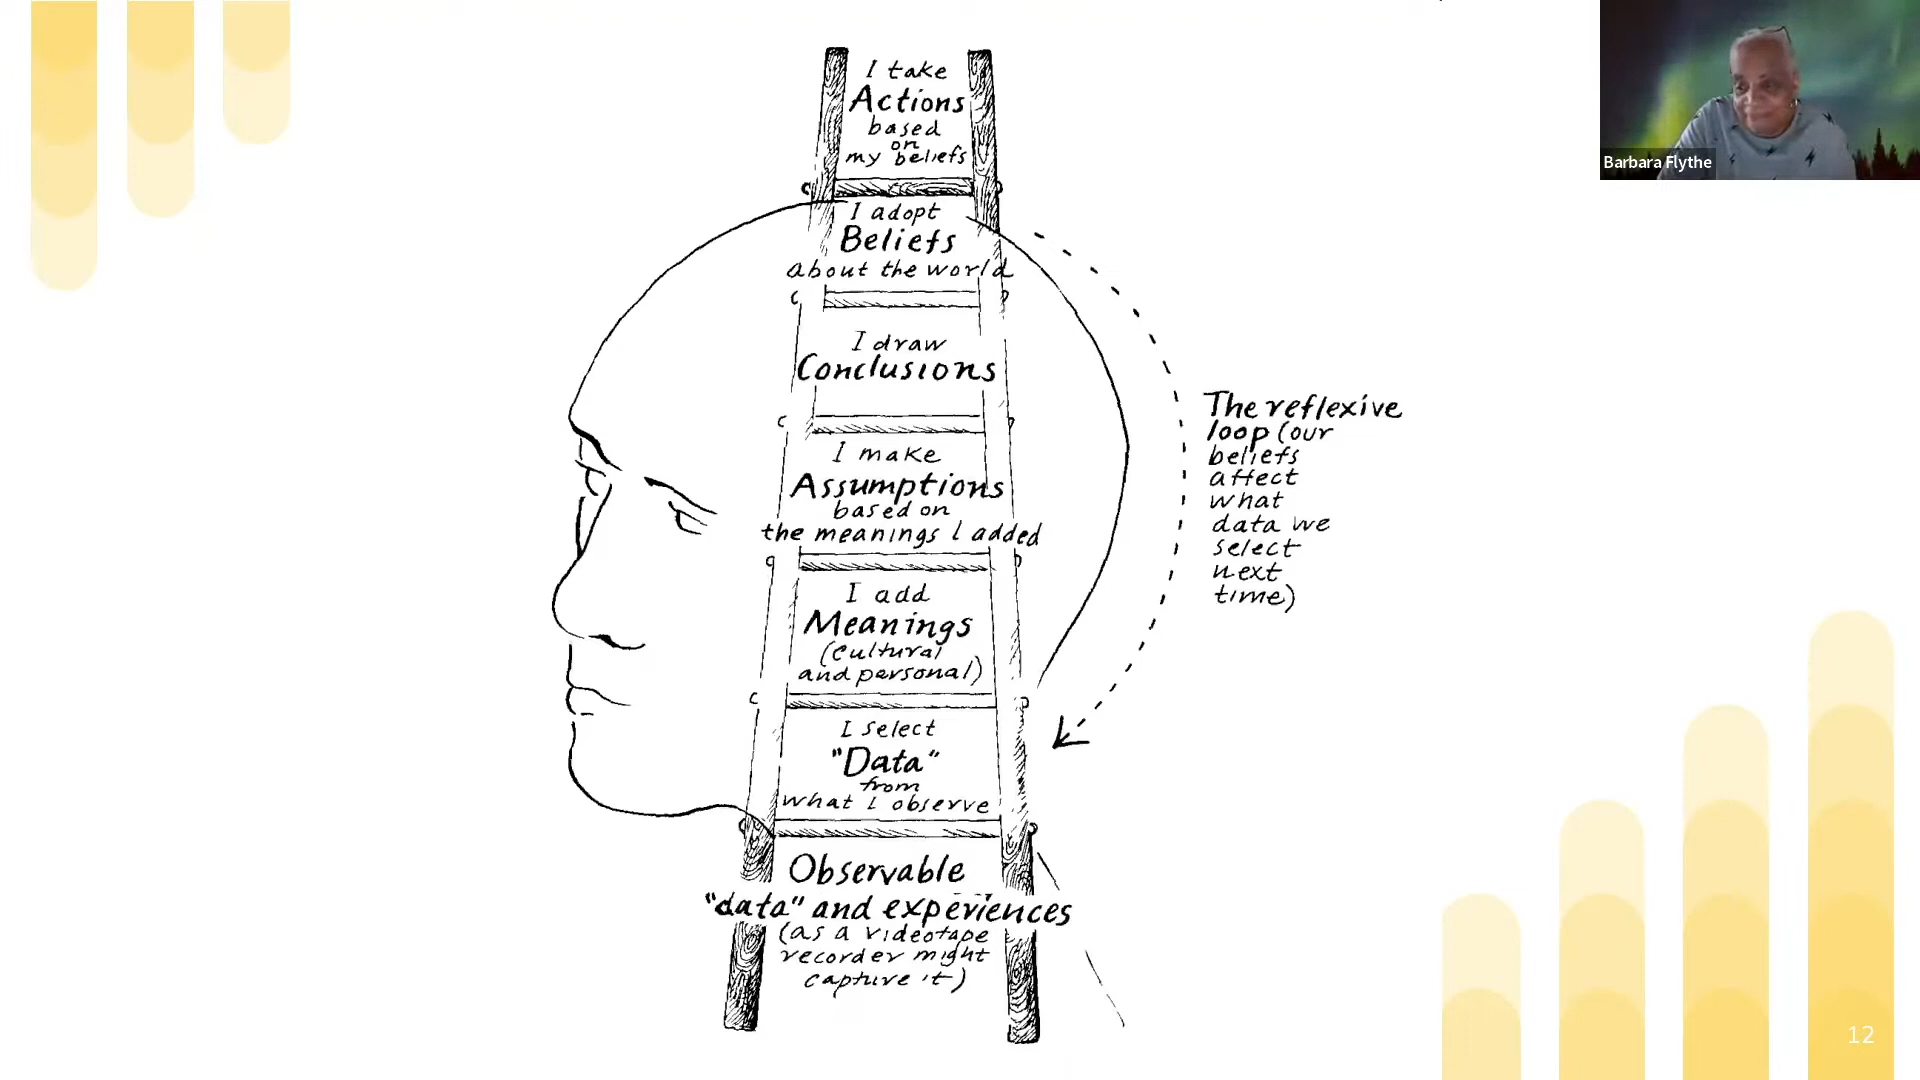 I take
Actions
based
on
my beliefs
I adopt
Beliefs
about the world
I draw
Conclusions
I make
Assumptions
based on
the meanings I added
I add
Meanings
(cultural
and personal)
I select
"Data"
from
what I observe
Observable
"data" and experiences
(as a videotape
recorder might
capture it)
The reflexive
loop (our
beliefs
affect
what
data we
select
next
time)
Barbara Flythe
12